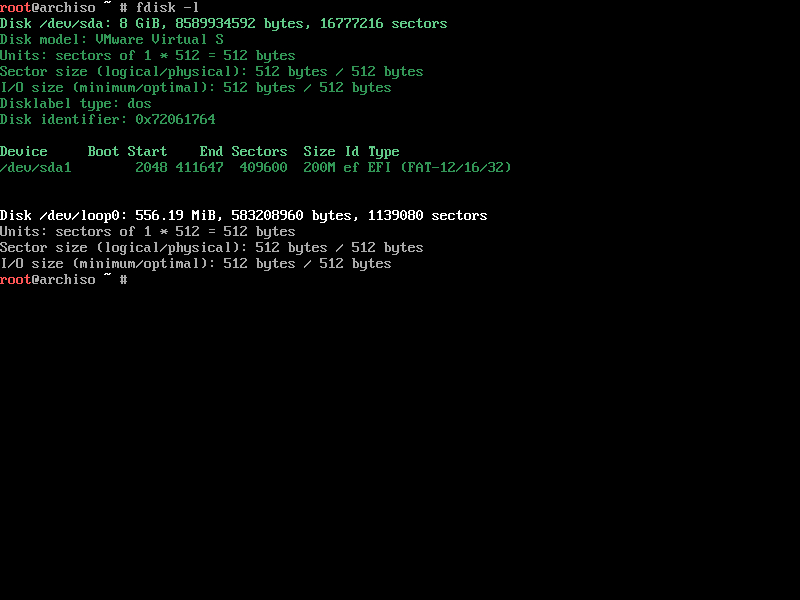 root@archiso ~ # fdisk -l
Disk /dev/sda: 8 GiB, 8589934592 bytes, 16777216 sectors
Disk model: VMware Virtual S
Units: sectors of 1 * 512 = 512 bytes
Sector size (logical/physical): 512 bytes / 512 bytes
I/O size (minimum/optimal): 512 bytes / 512 bytes
Disklabel type: dos
Disk identifier: 0x72061764
Device     Boot Start    End Sectors  Size Id Type
/dev/sda1        2048 411647  409600  200M ef EFI (FAT-12/16/32)
Disk /dev/loop0: 556.19 MiB, 583208960 bytes, 1139080 sectors
Units: sectors of 1 * 512 = 512 bytes
Sector size (logical/physical): 512 bytes / 512 bytes
I/O size (minimum/optimal): 512 bytes / 512 bytes
root@archiso ~ #